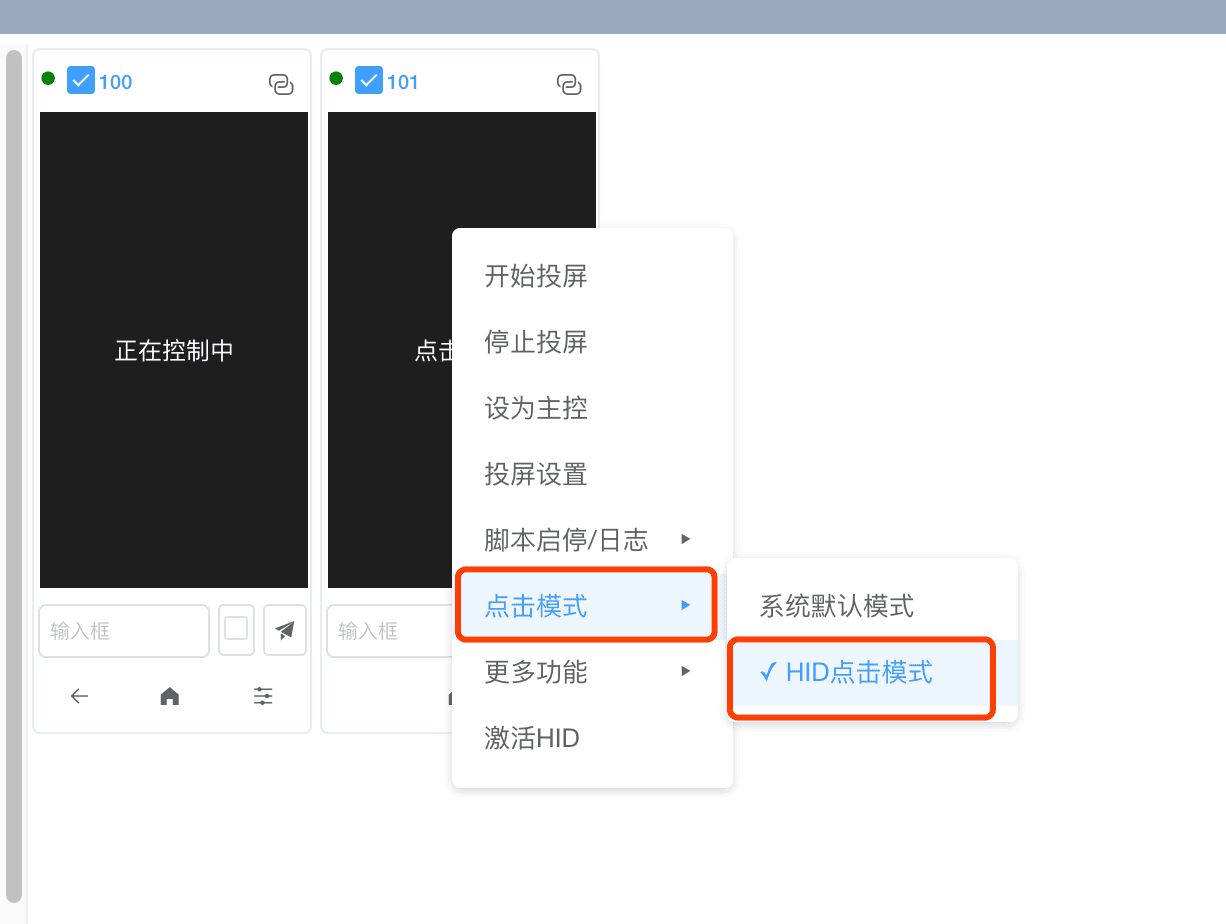 100
101
正在控制中
点击
输入框
输入框
开始投屏
停止投屏
设为主控
投屏设置
脚本启停/日志
点击模式
更多功能
激活HID
系统默认模式
✓ HID点击模式